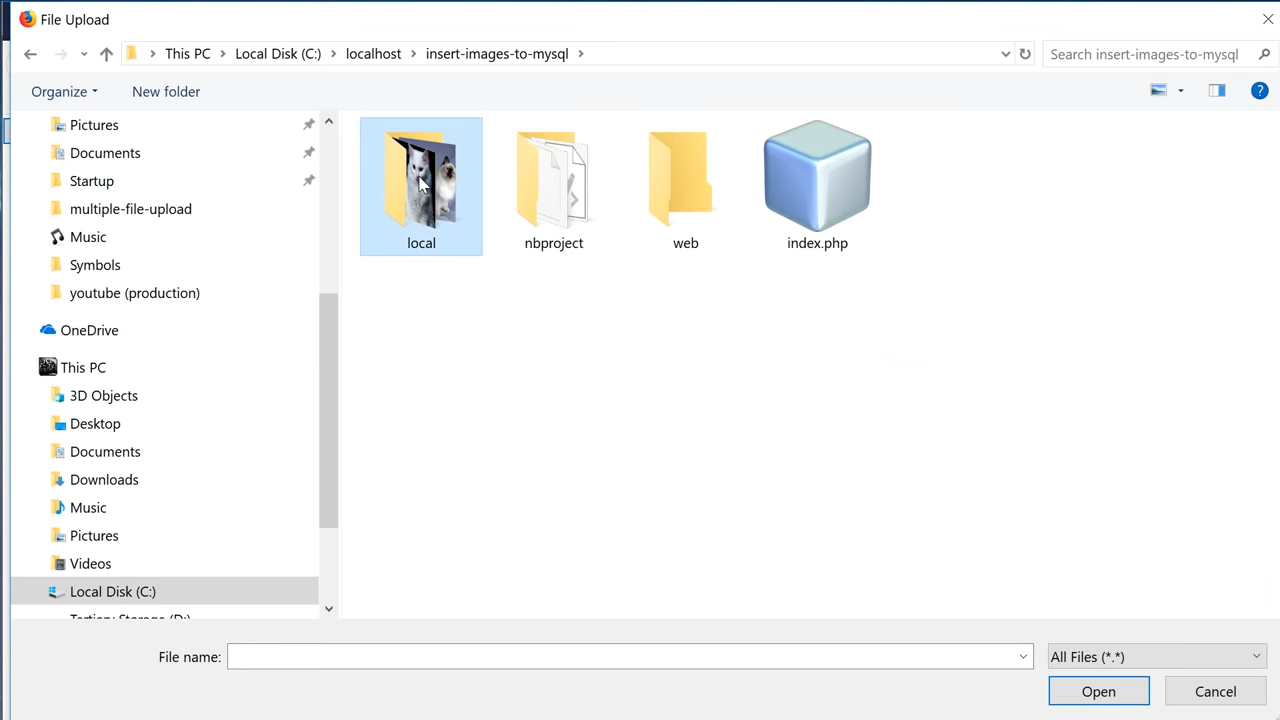 File Upload
This PC
Local Disk (C:)
localhost
insert-images-to-mysql
Search insert-images-to-mysql
Organize
New folder
?
Pictures
Documents
Startup
multiple-file-upload
Music
Symbols
youtube (production)
OneDrive
This PC
3D Objects
Desktop
Documents
Downloads
Music
Pictures
Videos
Local Disk (C:)
Tertiary Storage (D:)
local
nbproject
web
index.php
File name:
All Files (*.*)
Open
Cancel